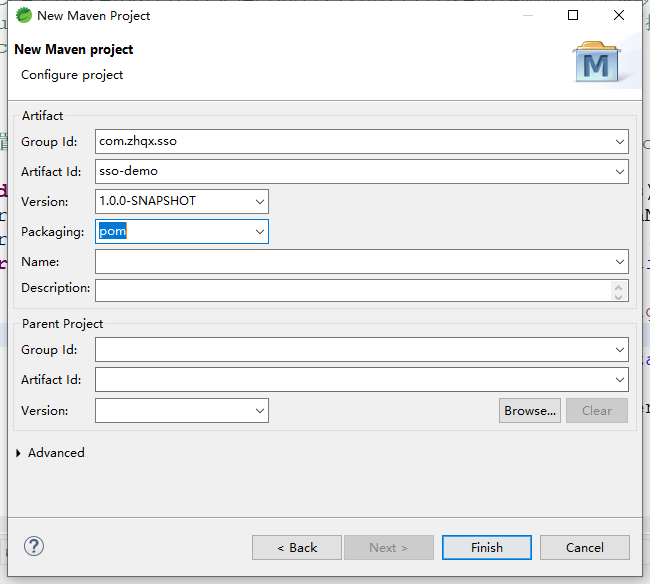 New Maven Project
New Maven project
Configure project
M
Artifact
Group Id: com.zhqx.sso
Artifact Id: sso-demo
Version: 1.0.0-SNAPSHOT
Packaging: pom
Name:
Description:
Parent Project
Group Id:
Artifact Id:
Version: Browse... Clear
Advanced
? < Back Next > Finish Cancel